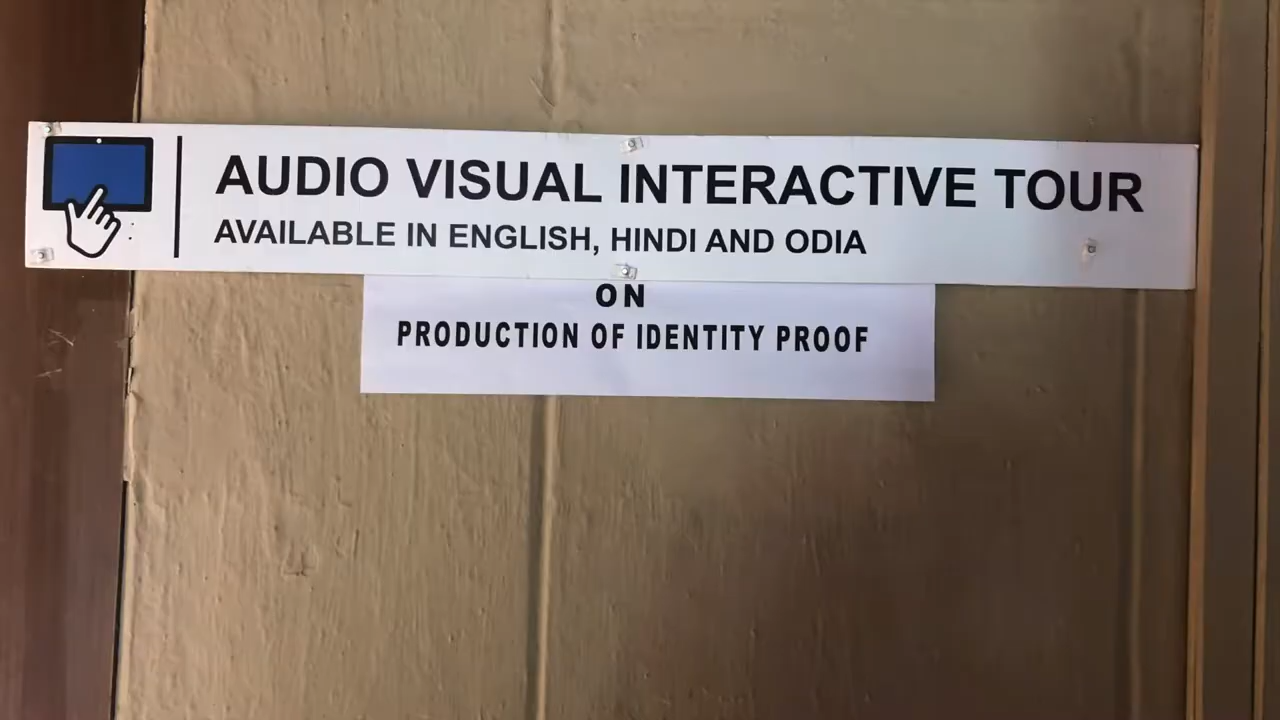 AUDIO VISUAL INTERACTIVE TOUR
AVAILABLE IN ENGLISH, HINDI AND ODIA
ON
PRODUCTION OF IDENTITY PROOF